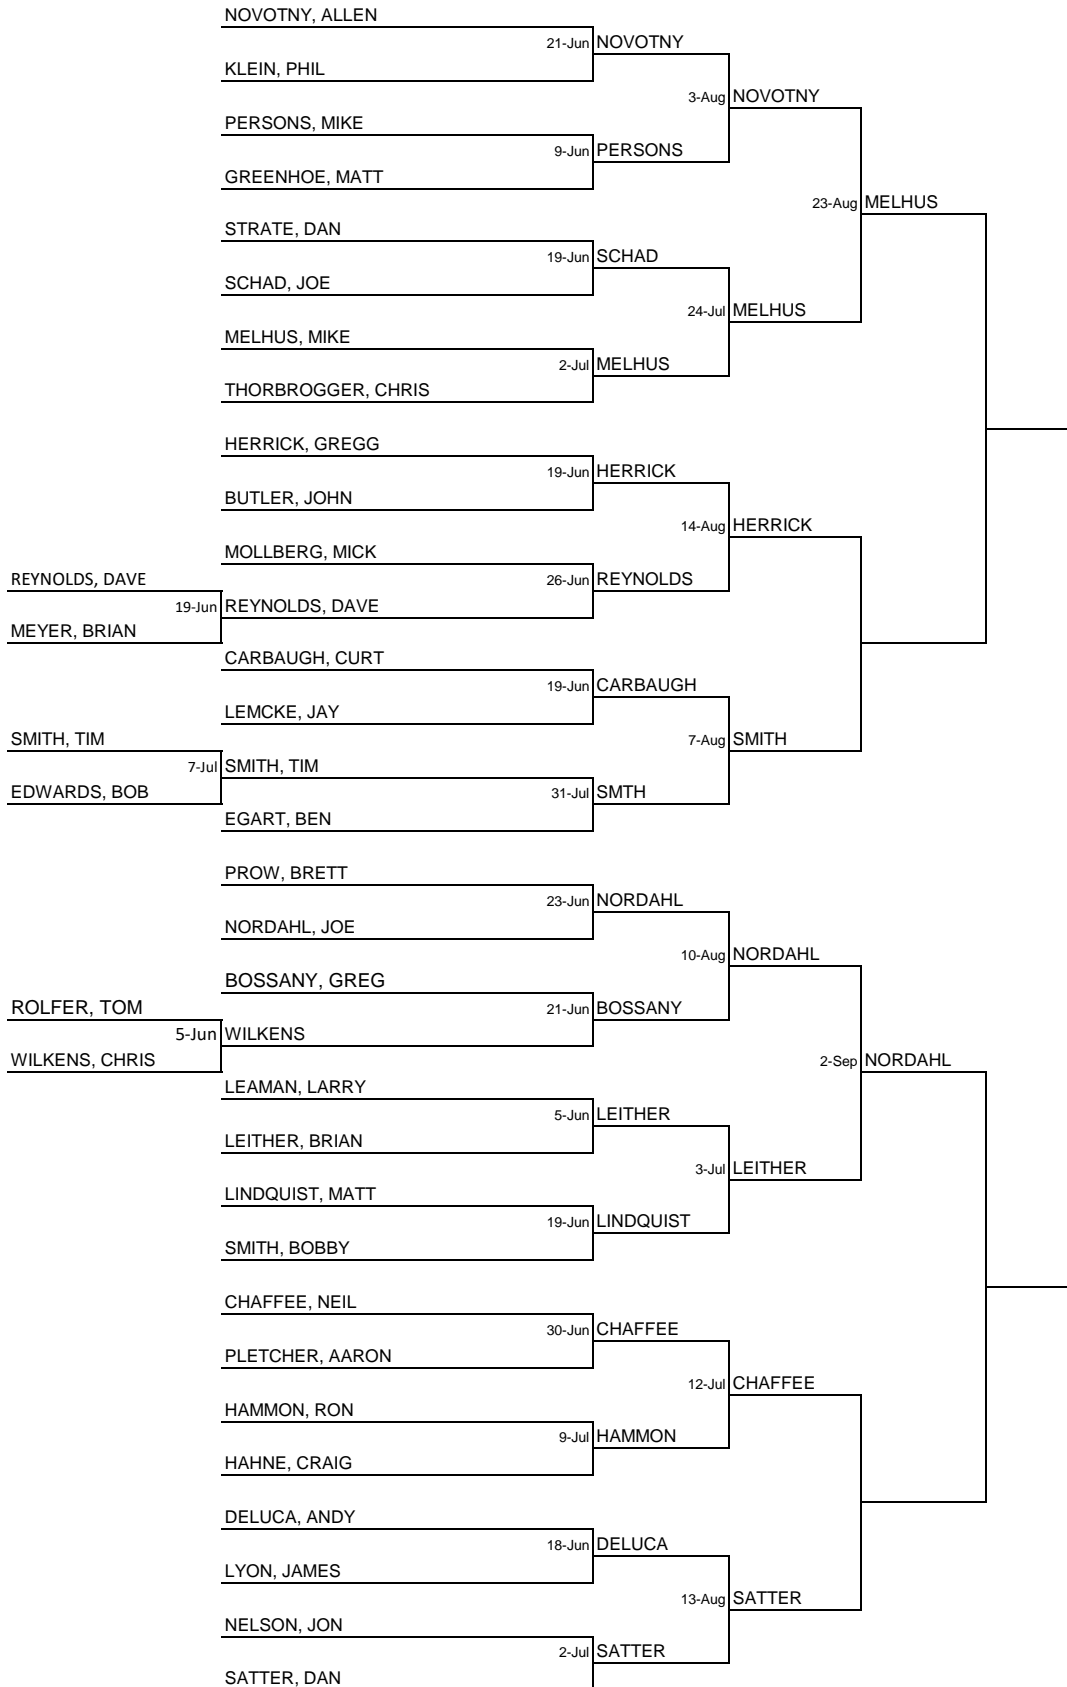 NOVOTNY, ALLEN
21-Jun NOVOTNY
KLEIN, PHIL
3-Aug NOVOTNY
PERSONS, MIKE
9-Jun PERSONS
GREENHOE, MATT
23-Aug MELHUS
STRATE, DAN
19-Jun SCHAD
SCHAD, JOE
24-Jul MELHUS
MELHUS, MIKE
2-Jul MELHUS
THORBROGGER, CHRIS
HERRICK, GREGG
19-Jun HERRICK
BUTLER, JOHN
14-Aug HERRICK
MOLLBERG, MICK
REYNOLDS, DAVE
26-Jun REYNOLDS
19-Jun REYNOLDS, DAVE
MEYER, BRIAN
CARBAUGH, CURT
19-Jun CARBAUGH
LEMCKE, JAY
SMITH, TIM
7-Aug SMITH
7-Jul SMITH, TIM
EDWARDS, BOB
31-Jul SMTH
EGART, BEN
PROW, BRETT
23-Jun NORDAHL
NORDAHL, JOE
10-Aug NORDAHL
BOSSANY, GREG
ROLFER, TOM
21-Jun BOSSANY
5-Jun WILKENS
WILKENS, CHRIS
2-Sep NORDAHL
LEAMAN, LARRY
5-Jun LEITHER
LEITHER, BRIAN
3-Jul LEITHER
LINDQUIST, MATT
19-Jun LINDQUIST
SMITH, BOBBY
CHAFFEE, NEIL
30-Jun CHAFFEE
PLETCHER, AARON
12-Jul CHAFFEE
HAMMON, RON
9-Jul HAMMON
HAHNE, CRAIG
DELUCA, ANDY
18-Jun DELUCA
LYON, JAMES
13-Aug SATTER
NELSON, JON
2-Jul SATTER
SATTER, DAN